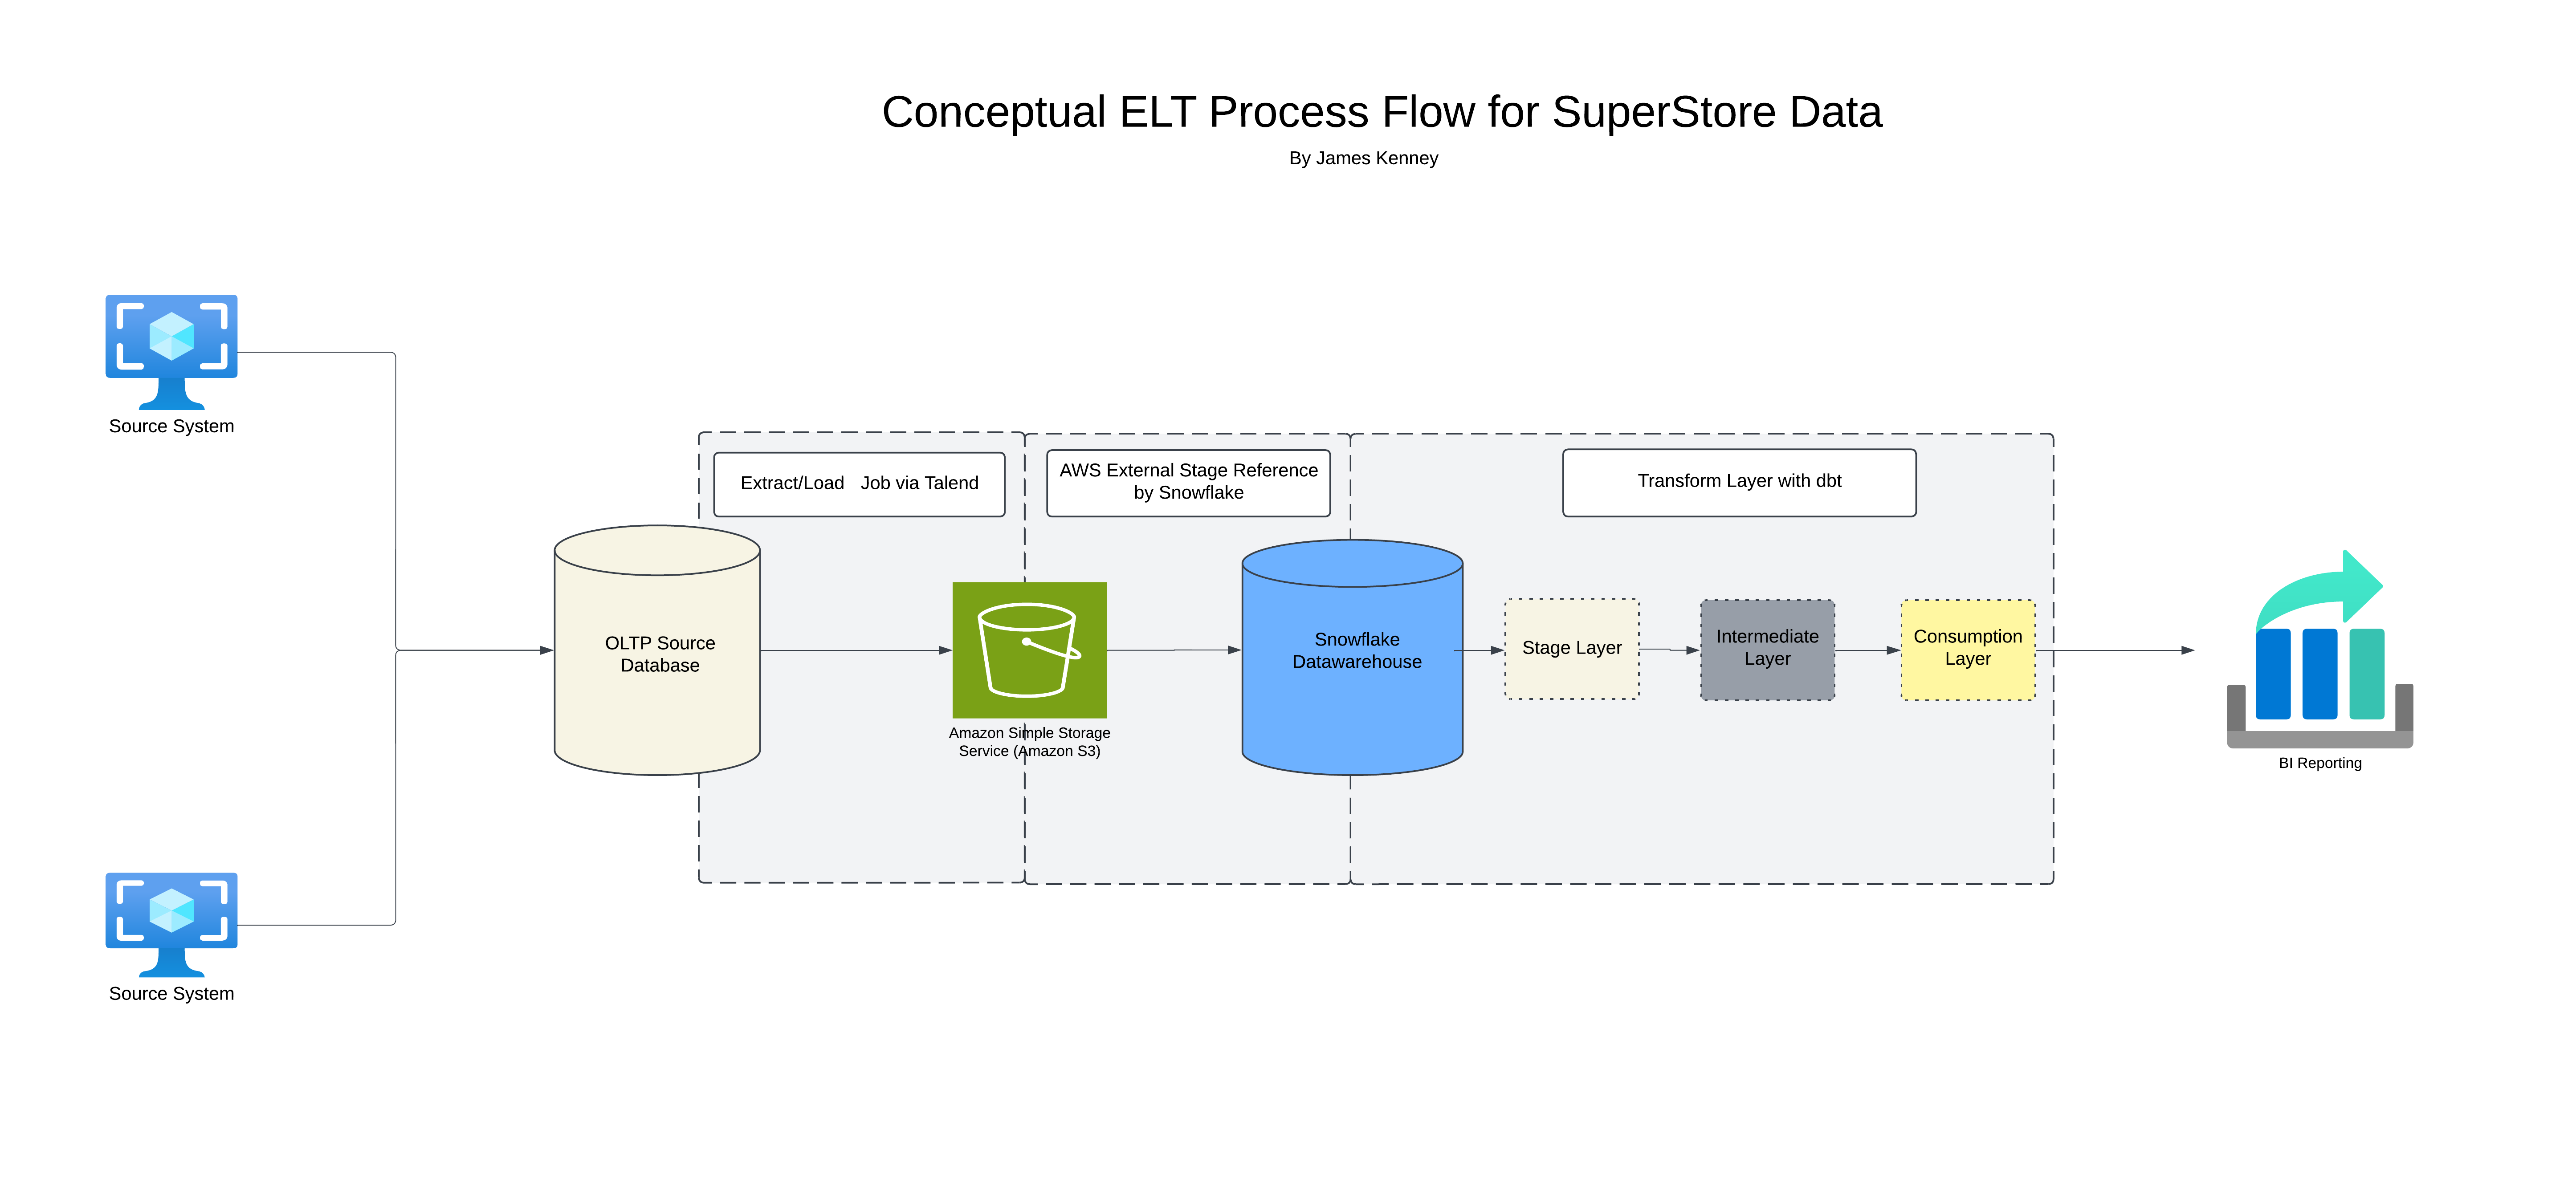 Conceptual ELT Process Flow for SuperStore Data
By James Kenney
Source System
Source System
Extract/Load   Job via Talend
AWS External Stage Reference
by Snowflake
Transform Layer with dbt
OLTP Source
Database
Amazon Simple Storage
Service (Amazon S3)
Snowflake
Datawarehouse
Stage Layer
Intermediate
Layer
Consumption
Layer
BI Reporting